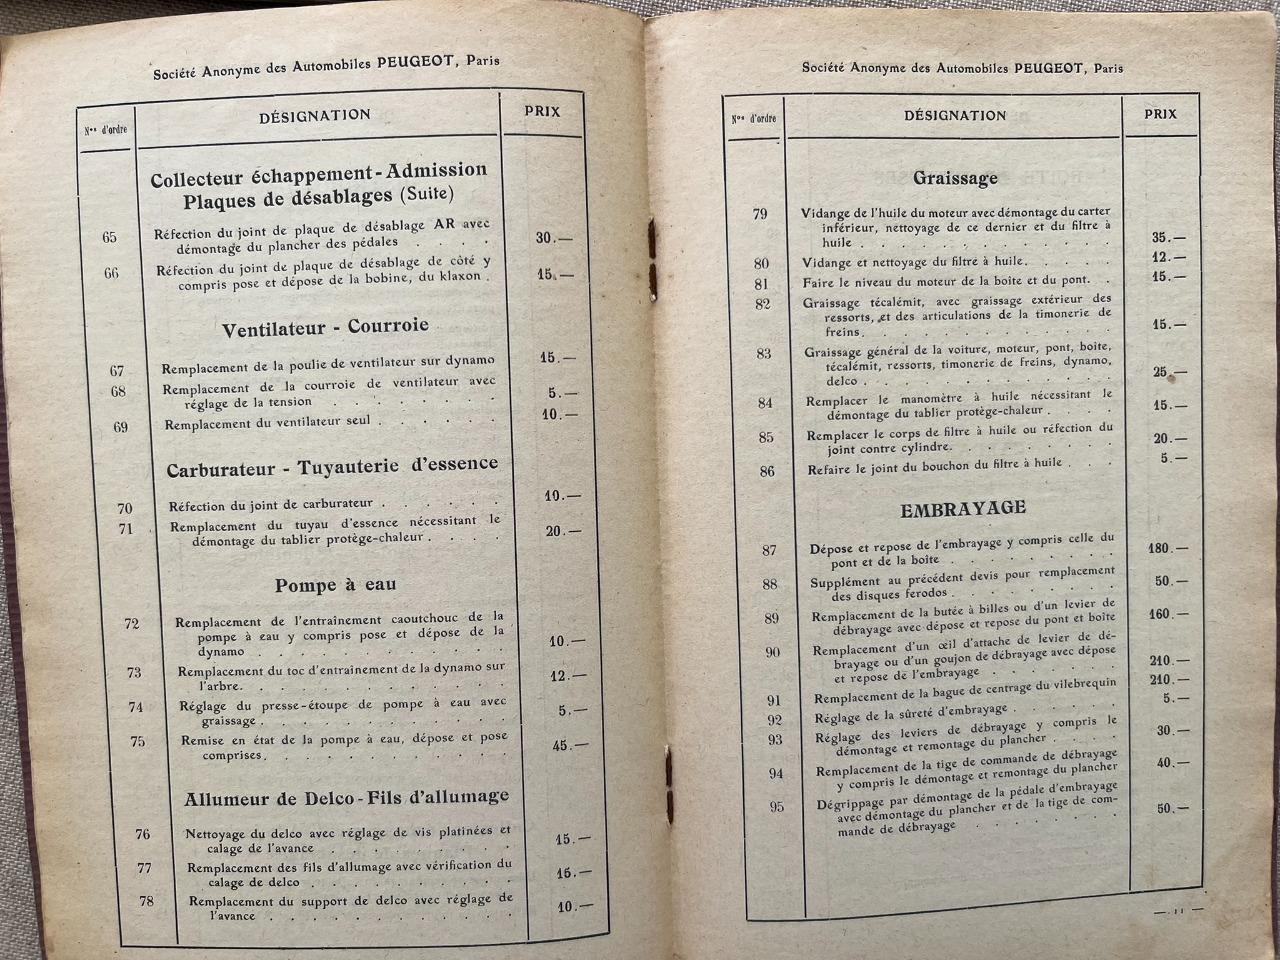 Société Anonyme des Automobiles PEUGEOT, Paris
Nos d'ordre DÉSIGNATION PRIX
Collecteur échappement - Admission
Plaques de désablages (Suite)
65 Réfection du joint de plaque de désablage AR avec
démontage du plancher des pédales . . . . 30.—
66 Réfection du joint de plaque de désablage de côté y
compris pose et dépose de la bobine, du klaxon . 15.—
Ventilateur - Courroie
67 Remplacement de la poulie de ventilateur sur dynamo 15.—
68 Remplacement de la courroie de ventilateur avec
réglage de la tension . . . . . . . 5.—
69 Remplacement du ventilateur seul . . . . . . 10.—
Carburateur - Tuyauterie d'essence
70 Réfection du joint de carburateur . . . . . . 10.—
71 Remplacement du tuyau d'essence nécessitant le
démontage du tablier protège-chaleur . . . . 20.—
Pompe à eau
72 Remplacement de l'entraînement caoutchouc de la
pompe à eau y compris pose et dépose de la
dynamo . . . . . . . . . . . 10.—
73 Remplacement du toc d'entraînement de la dynamo sur
l'arbre. . . . . . . . . . . . 12.—
74 Réglage du presse-étoupe de pompe à eau avec
graissage . . . . . . . . . . . 5.—
75 Remise en état de la pompe à eau, dépose et pose
comprises. . . . . . . . . . . 45.—
Allumeur de Delco - Fils d'allumage
76 Nettoyage du delco avec réglage de vis platinées et
calage de l'avance . . . . . . . . 15.—
77 Remplacement des fils d'allumage avec vérification du
calage de delco . . . . . . . . . 15.—
78 Remplacement du support de delco avec réglage de
l'avance . . . . . . . . . . . 10.—
Société Anonyme des Automobiles PEUGEOT, Paris
Nos d'ordre DÉSIGNATION PRIX
Graissage
79 Vidange de l'huile du moteur avec démontage du carter
inférieur, nettoyage de ce dernier et du filtre à
huile . . . . . . . . . . . . 35.—
80 Vidange et nettoyage du filtre à huile. . . . . 12.—
81 Faire le niveau du moteur de la boîte et du pont. . 15.—
82 Graissage técalémit, avec graissage extérieur des
ressorts, et des articulations de la timonerie de
freins. . . . . . . . . . . . 15.—
83 Graissage général de la voiture, moteur, pont, boîte,
técalémit, ressorts, timonerie de freins, dynamo,
delco . . . . . . . . . . . . 25.—
84 Remplacer le manomètre à huile nécessitant le
démontage du tablier protège-chaleur . . . . 15.—
85 Remplacer le corps de filtre à huile ou réfection du
joint contre cylindre. . . . . . . . 20.—
86 Refaire le joint du bouchon du filtre à huile . . . 5.—
EMBRAYAGE
87 Dépose et repose de l'embrayage y compris celle du
pont et de la boîte . . . . . . . . 180.—
88 Supplément au précédent devis pour remplacement
des disques ferodos . . . . . . . . 50.—
89 Remplacement de la butée à billes ou d'un levier de
débrayage avec dépose et repose du pont et boîte 160.—
90 Remplacement d'un œil d'attache de levier de dé-
brayage ou d'un goujon de débrayage avec dépose
et repose de l'embrayage . . . . . . 210.—
91 Remplacement de la bague de centrage du vilebrequin 210.—
92 Réglage de la sûreté d'embrayage . . . . . . 5.—
93 Réglage des leviers de débrayage y compris le
démontage et remontage du plancher . . . . 30.—
94 Remplacement de la tige de commande de débrayage
y compris le démontage et remontage du plancher 40.—
95 Dégrippage par démontage de la pédale d'embrayage
avec démontage du plancher et de la tige de com-
mande de débrayage . . . . . . . . 50.—
— 11 —